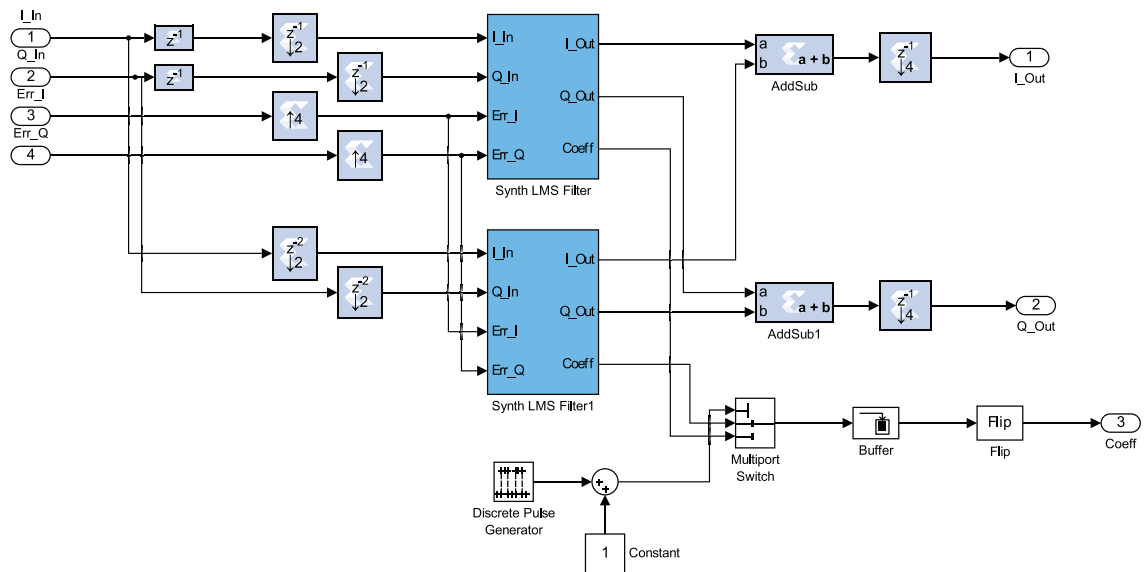 I_In
1
Q_In
2
Err_I
3
Err_Q
4
z-1
z-1
z-1
↓2
z-1
↓2
↑4
↑4
z-2
↓2
z-2
↓2
I_In
Q_In
Err_I
Err_Q
I_Out
Q_Out
Coeff
Synth LMS Filter
I_In
Q_In
Err_I
Err_Q
I_Out
Q_Out
Coeff
Synth LMS Filter1
a
b
a + b
AddSub
z-1
↓4
1
I_Out
a
b
a + b
AddSub1
z-1
↓4
2
Q_Out
Multiport
Switch
Buffer
Flip
Flip
3
Coeff
Discrete Pulse
Generator
+
+
1
Constant